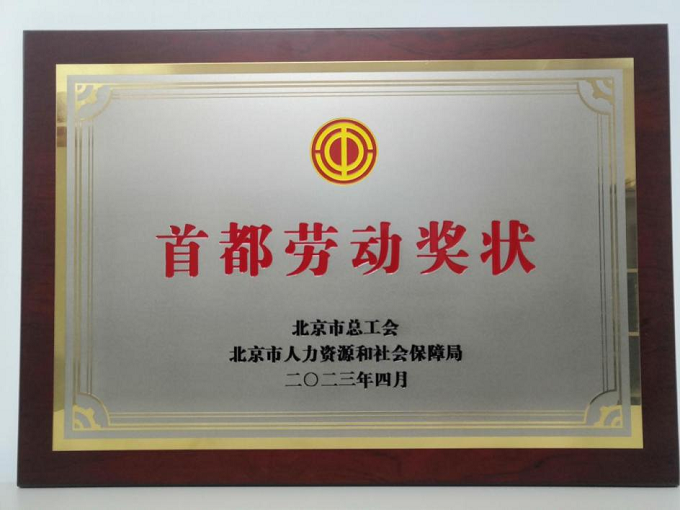 首都劳动奖状
北京市总工会
北京市人力资源和社会保障局
二〇二三年四月